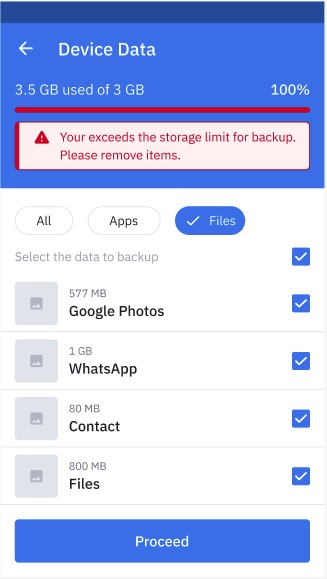 Device Data
3.5 GB used of 3 GB 100%
Your exceeds the storage limit for backup.
Please remove items.
All Apps Files
Select the data to backup
577 MB
Google Photos
1 GB
WhatsApp
80 MB
Contact
800 MB
Files
Proceed